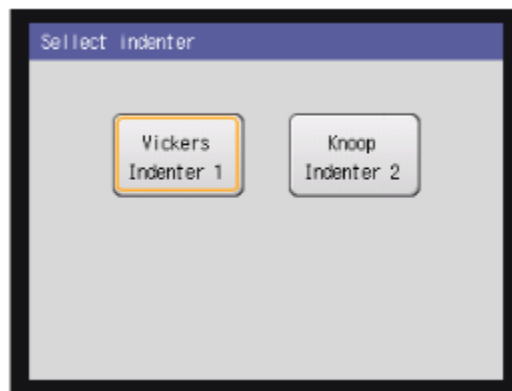 Sellect indenter
Vickers
Indenter 1
Knoop
Indenter 2